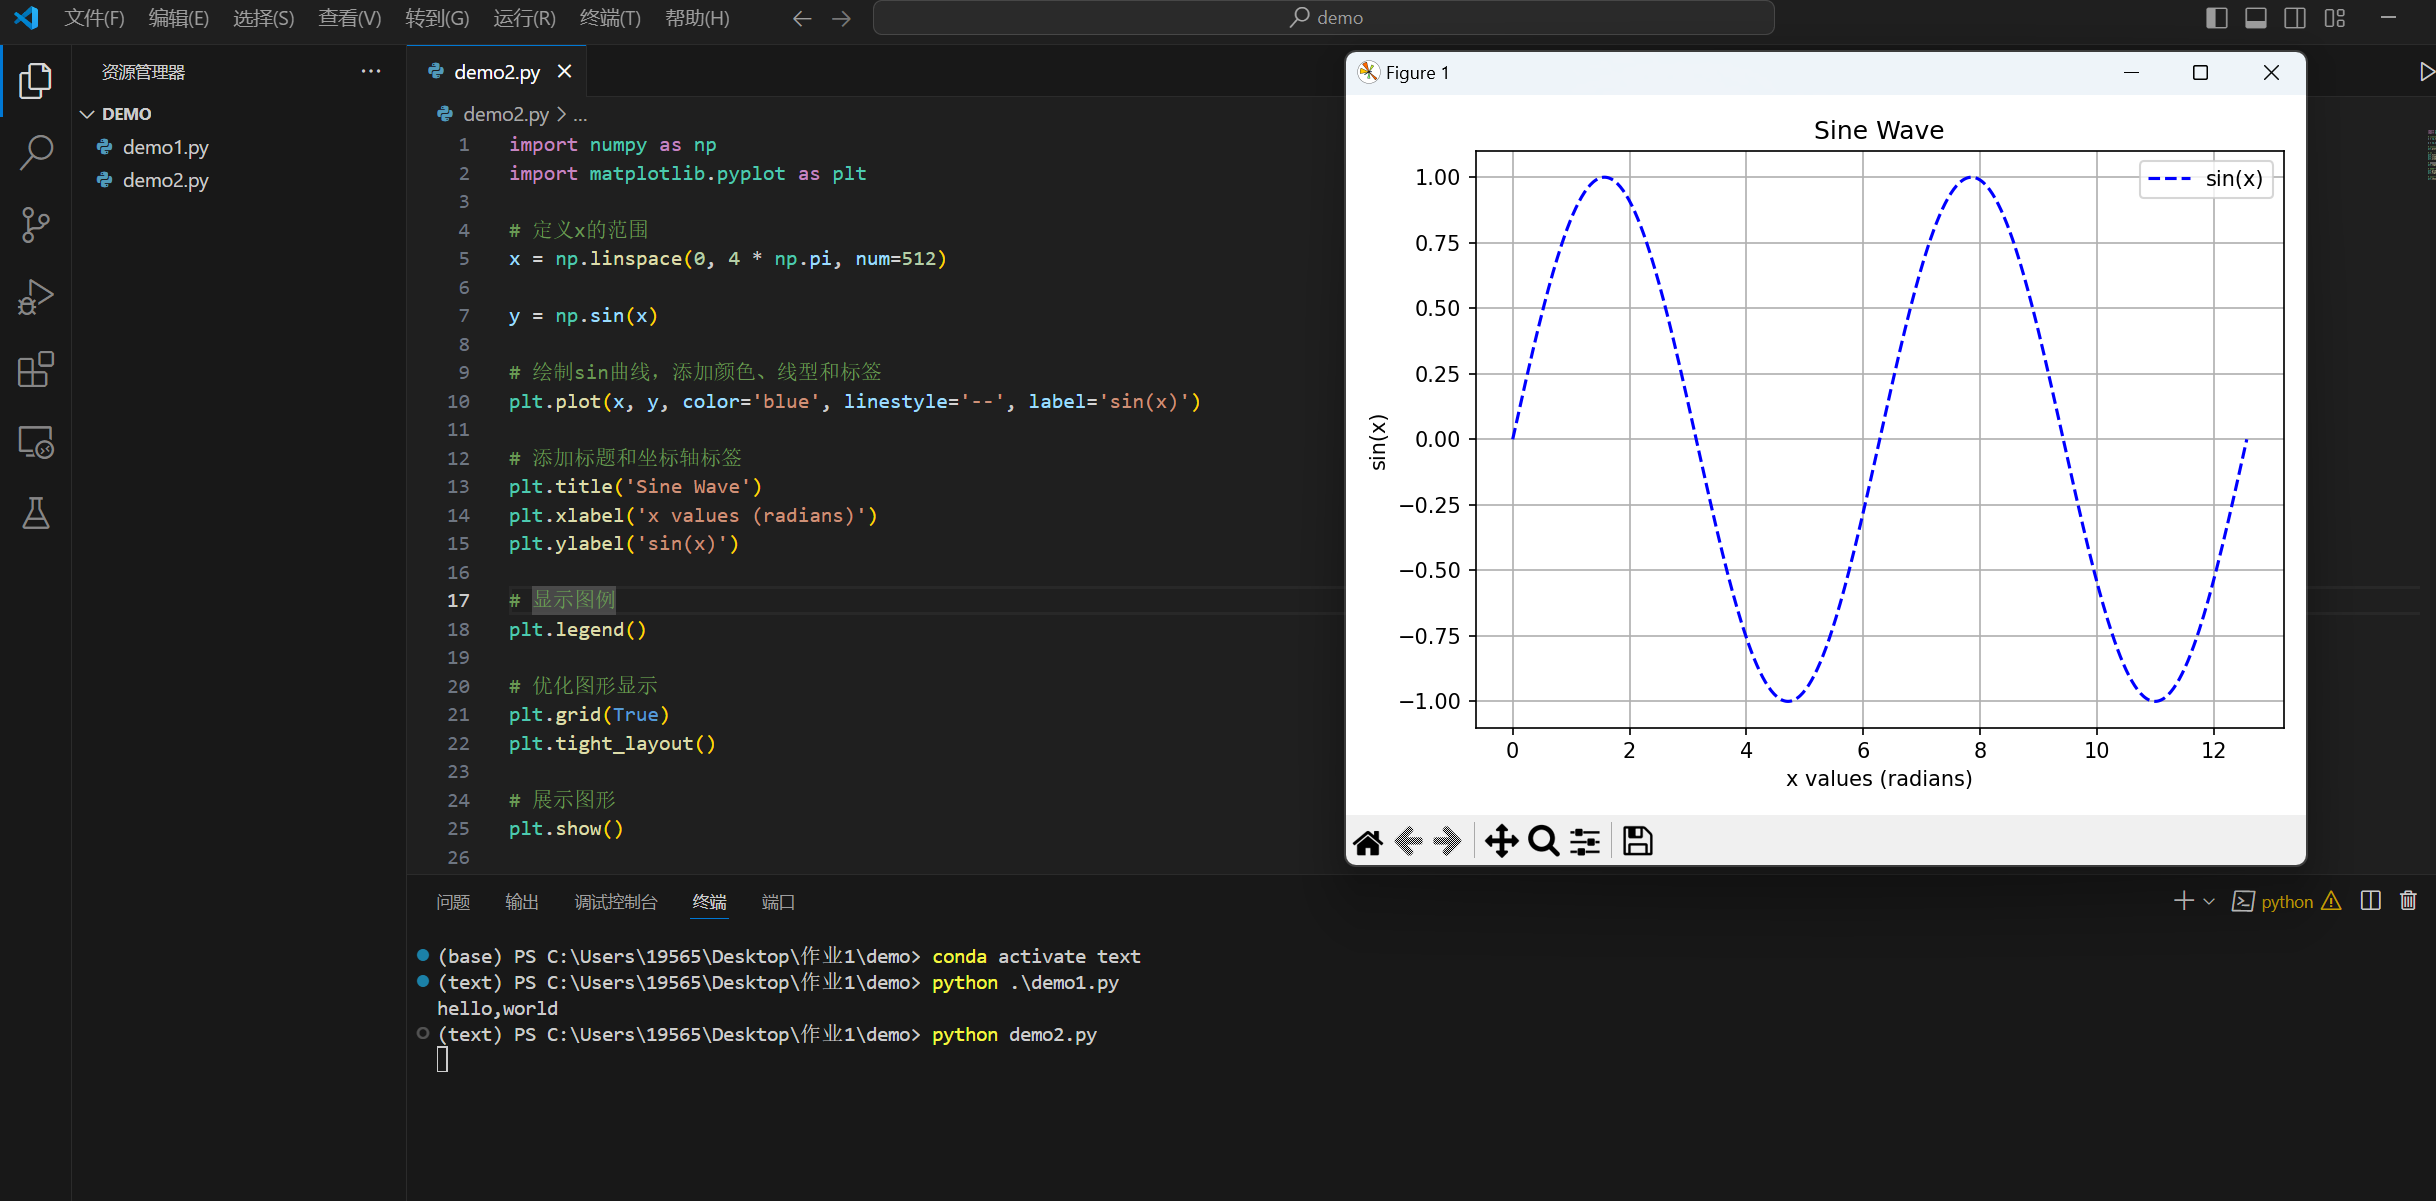 文件(F) 编辑(E) 选择(S) 查看(V) 转到(G) 运行(R) 终端(T) 帮助(H) demo
资源管理器
DEMO
demo1.py
demo2.py
demo2.py
demo2.py > ...
1 import numpy as np
2 import matplotlib.pyplot as plt
3
4 # 定义x的范围
5 x = np.linspace(0, 4 * np.pi, num=512)
6
7 y = np.sin(x)
8
9 # 绘制sin曲线，添加颜色、线型和标签
10 plt.plot(x, y, color='blue', linestyle='--', label='sin(x)')
11
12 # 添加标题和坐标轴标签
13 plt.title('Sine Wave')
14 plt.xlabel('x values (radians)')
15 plt.ylabel('sin(x)')
16
17 # 显示图例
18 plt.legend()
19
20 # 优化图形显示
21 plt.grid(True)
22 plt.tight_layout()
23
24 # 展示图形
25 plt.show()
26
Figure 1
Sine Wave
sin(x)
1.00
0.75
0.50
0.25
0.00
−0.25
−0.50
−0.75
−1.00
sin(x)
0 2 4 6 8 10 12
x values (radians)
问题 输出 调试控制台 终端 端口
python
(base) PS C:\Users\19565\Desktop\作业1\demo> conda activate text
(text) PS C:\Users\19565\Desktop\作业1\demo> python .\demo1.py
hello,world
(text) PS C:\Users\19565\Desktop\作业1\demo> python demo2.py